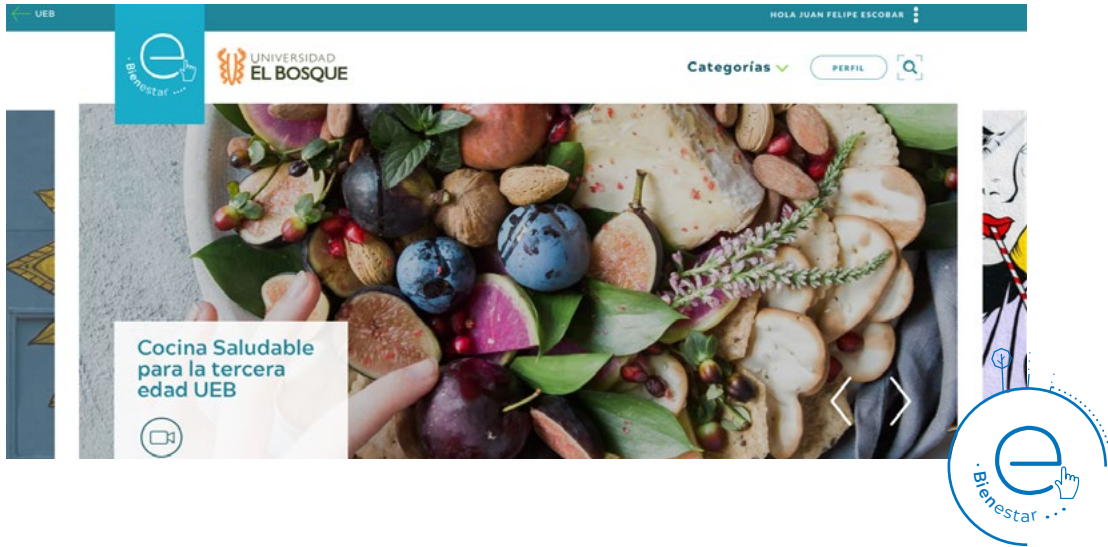 UEB
HOLA JUAN FELIPE ESCOBAR
e
· Bienestar ....
UNIVERSIDAD
EL BOSQUE
Categorías
PERFIL
Cocina Saludable
para la tercera
edad UEB
e
· Bienestar ...